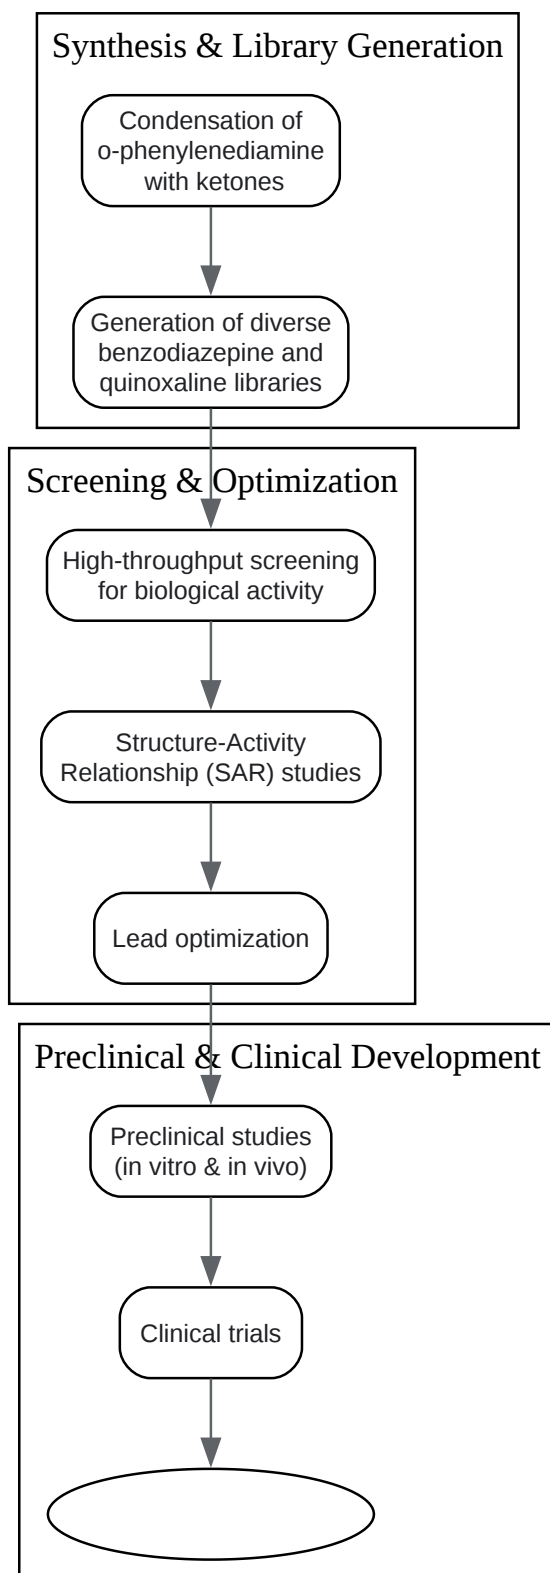 Synthesis & Library Generation
Condensation of
o-phenylenediamine
with ketones
Generation of diverse
benzodiazepine and
quinoxaline libraries
Screening & Optimization
High-throughput screening
for biological activity
Structure-Activity
Relationship (SAR) studies
Lead optimization
Preclinical & Clinical Development
Preclinical studies
(in vitro & in vivo)
Clinical trials